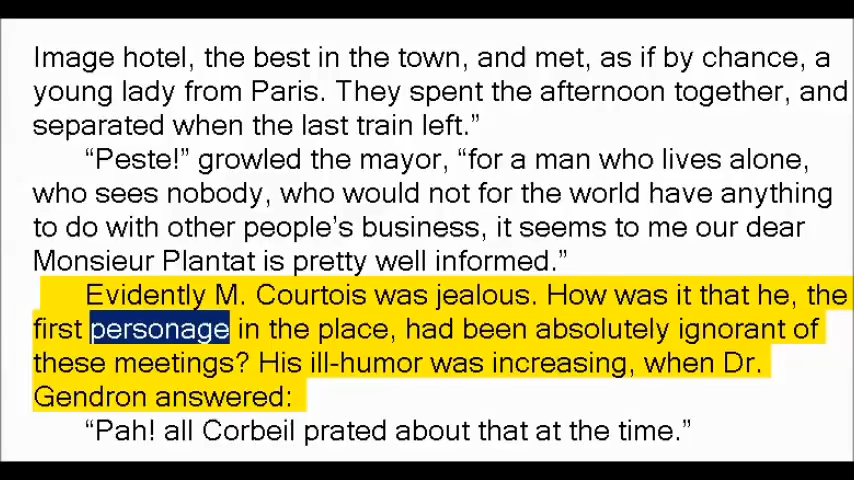 Image hotel, the best in the town, and met, as if by chance, a
young lady from Paris. They spent the afternoon together, and
separated when the last train left.”
“Peste!” growled the mayor, “for a man who lives alone,
who sees nobody, who would not for the world have anything
to do with other people’s business, it seems to me our dear
Monsieur Plantat is pretty well informed.”
Evidently M. Courtois was jealous. How was it that he, the
first personage in the place, had been absolutely ignorant of
these meetings? His ill-humor was increasing, when Dr.
Gendron answered:
“Pah! all Corbeil prated about that at the time.”